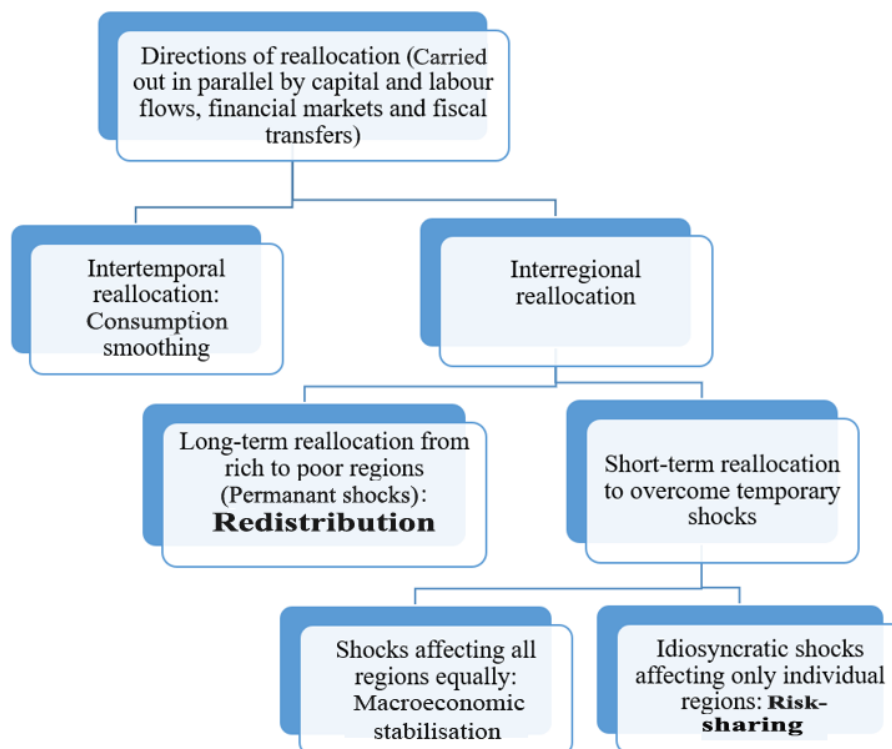 Directions of reallocation (Carried
out in parallel by capital and labour
flows, financial markets and fiscal
transfers)
Intertemporal
reallocation:
Consumption
smoothing
Interregional
reallocation
Long-term reallocation from
rich to poor regions
(Permanant shocks):
Redistribution
Short-term reallocation
to overcome temporary
shocks
Shocks affecting all
regions equally:
Macroeconomic
stabilisation
Idiosyncratic shocks
affecting only individual
regions: Risk-
sharing